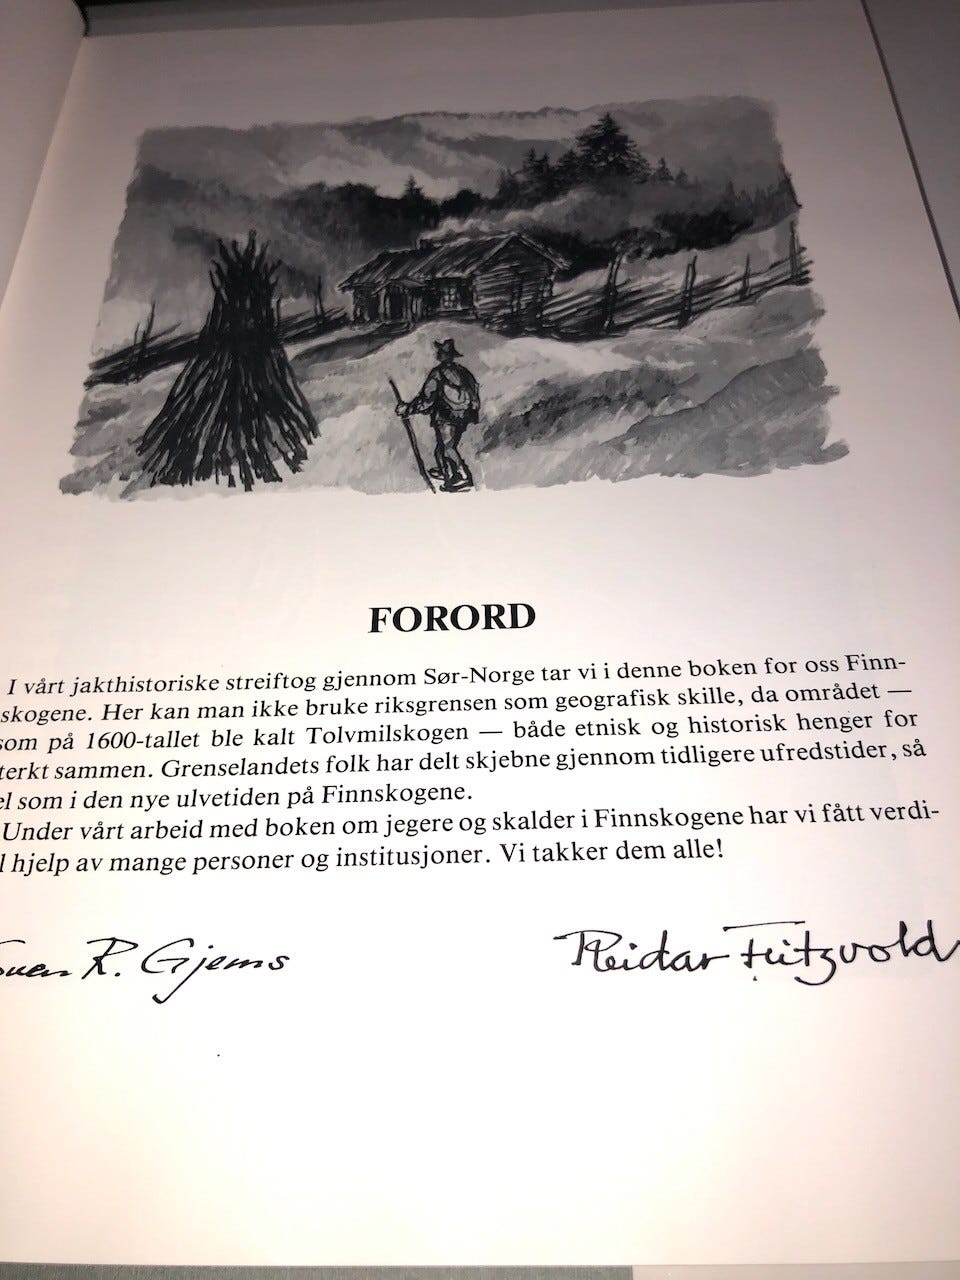 FORORD
I vårt jakthistoriske streiftog gjennom Sør-Norge tar vi i denne boken for oss Finn-
skogene. Her kan man ikke bruke riksgrensen som geografisk skille, da området —
som på 1600-tallet ble kalt Tolvmilskogen — både etnisk og historisk henger for
terkt sammen. Grenselandets folk har delt skjebne gjennom tidligere ufredstider, så
el som i den nye ulvetiden på Finnskogene.
Under vårt arbeid med boken om jegere og skalder i Finnskogene har vi fått verdi-
l hjelp av mange personer og institusjoner. Vi takker dem alle!
R. Gjems Reidar Fritzvold